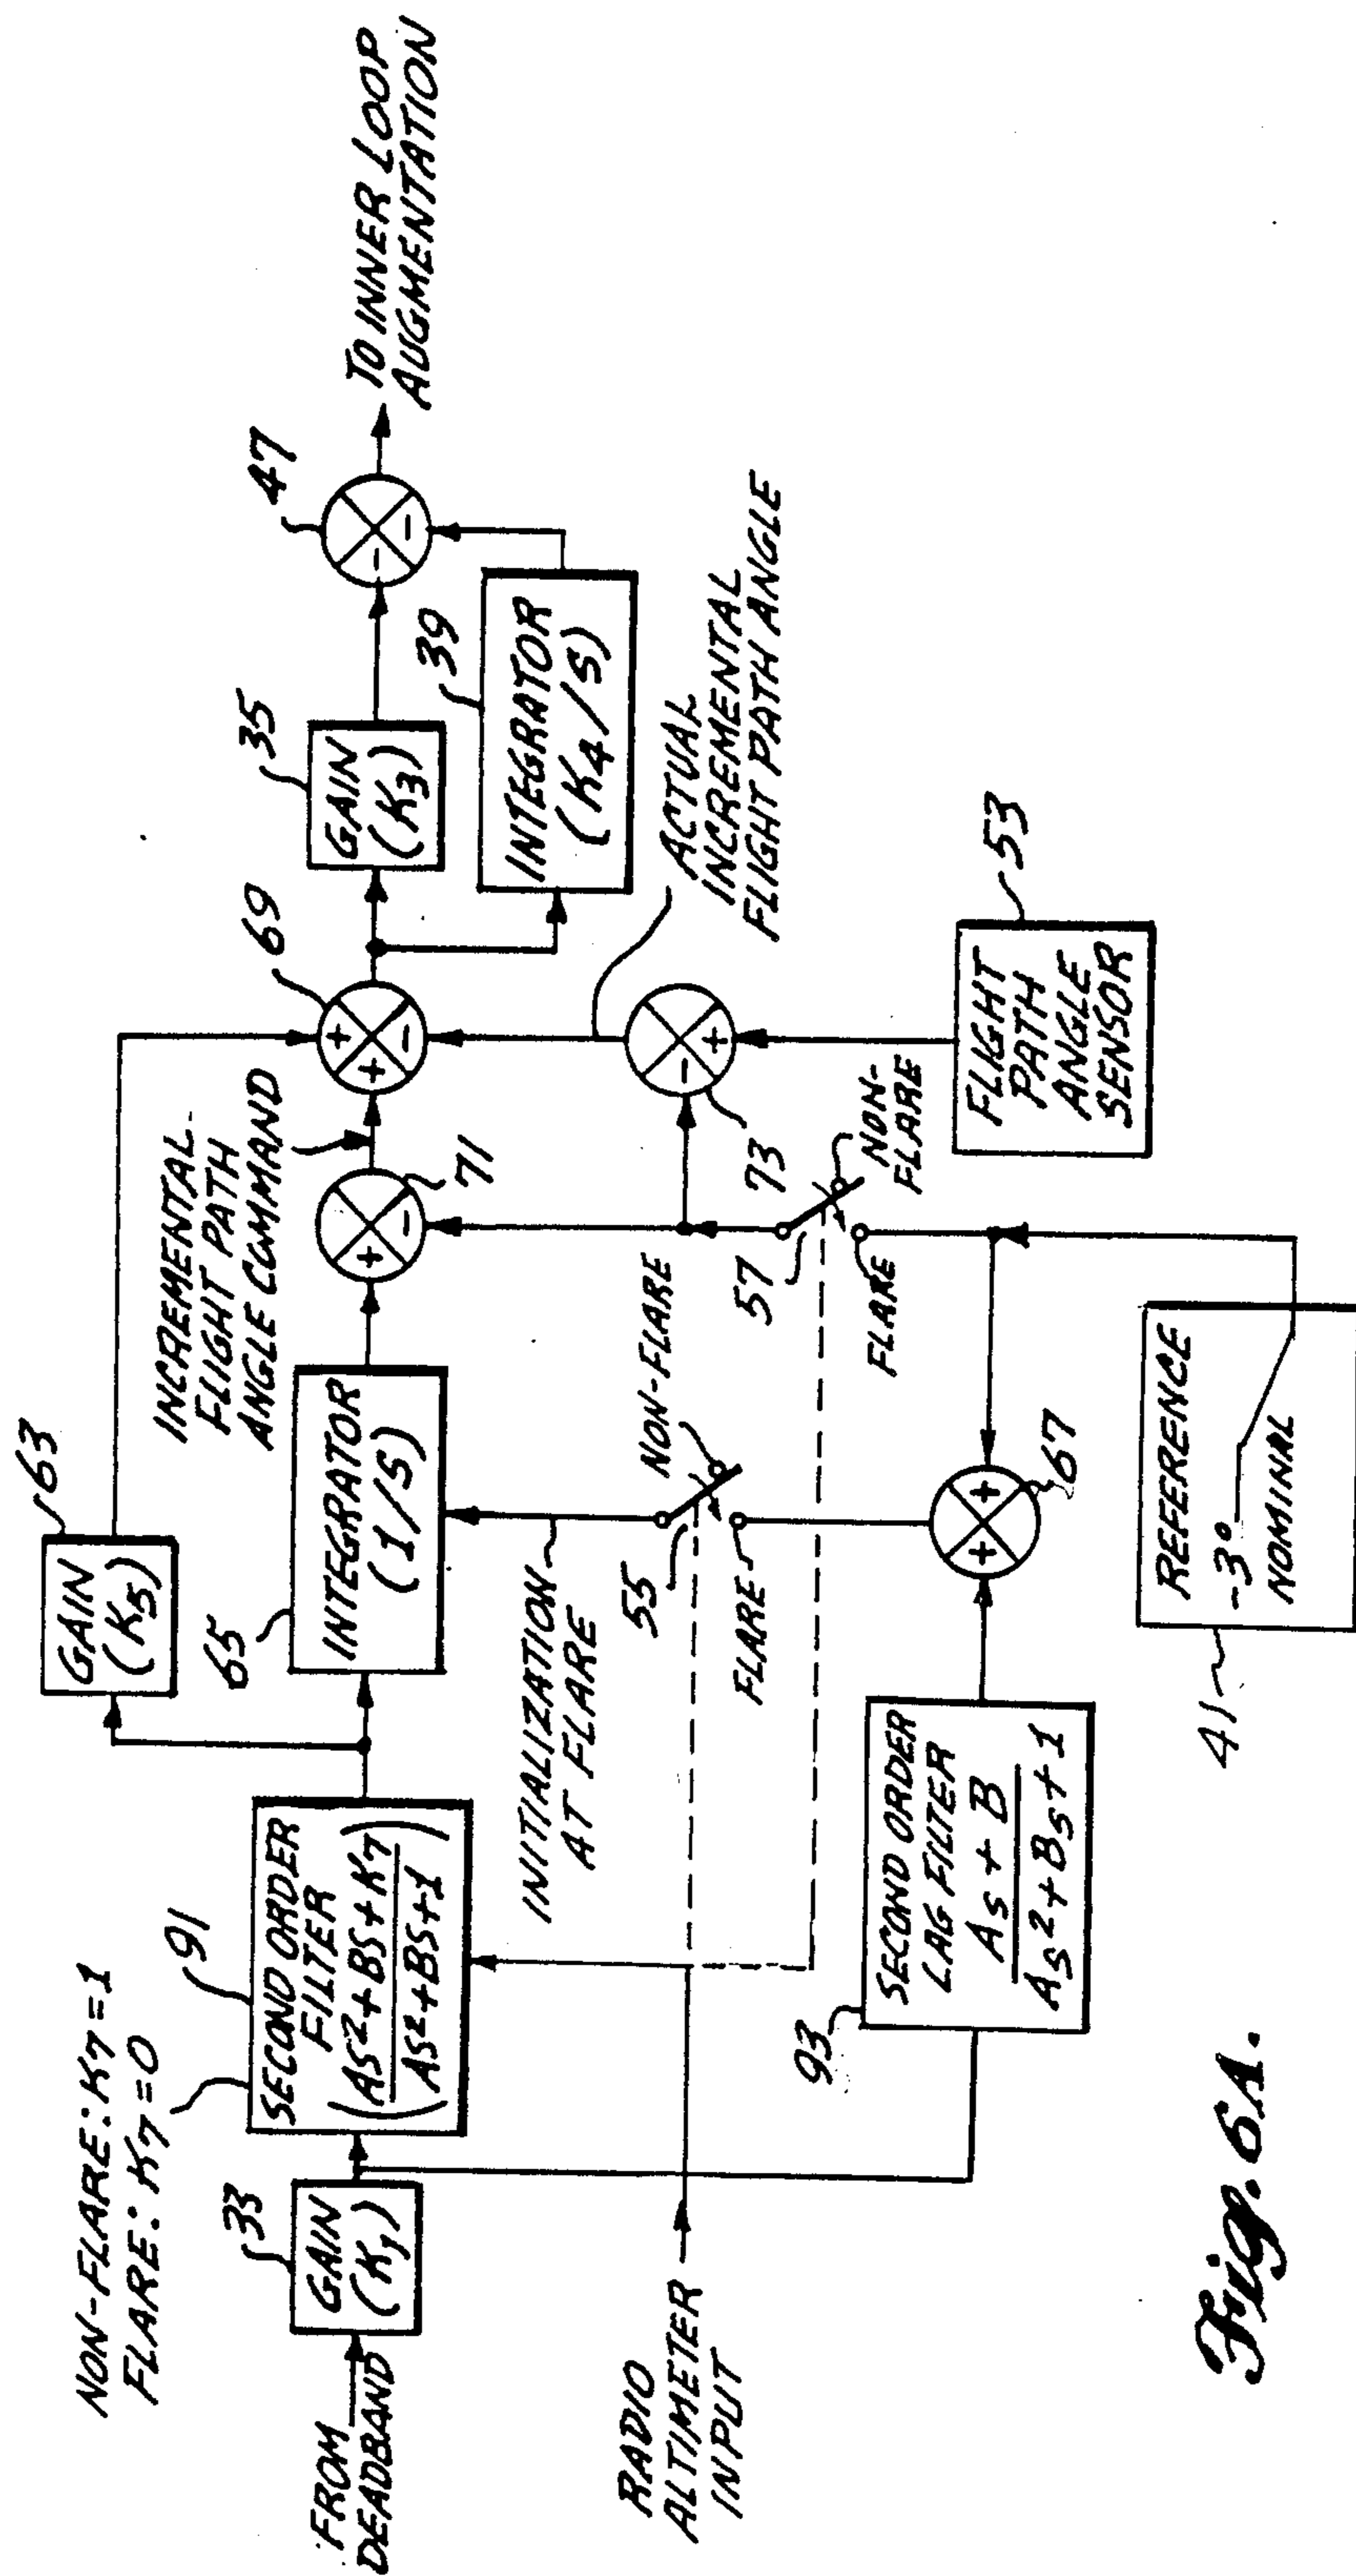 NON-FLARE: K7=1
FLARE: K7=0
FROM
DEADBAND
33
GAIN
(K1)
91
SECOND ORDER
FILTER
(AS²+BS+K7)
(AS²+BS+1)
63
GAIN
(K5)
65
INTEGRATOR
(1/S)
INCREMENTAL-
FLIGHT PATH
ANGLE COMMAND
+
-
71
69
+
+
-
35
GAIN
(K3)
39
INTEGRATOR
(K4/S)
47
-
-
TO INNER LOOP
AUGMENTATION
ACTUAL
INCREMENTAL
FLIGHT PATH ANGLE
INITIALIZATION
AT FLARE
55
NON-FLARE
FLARE
57
NON-
FLARE
FLARE
73
-
+
FLIGHT
PATH
ANGLE
SENSOR
53
RADIO
ALTIMETER
INPUT
93
SECOND ORDER
LAG FILTER
AS + B
AS²+BS+1
67
+
+
REFERENCE
-3°
NOMINAL
41
Fig. 6A.